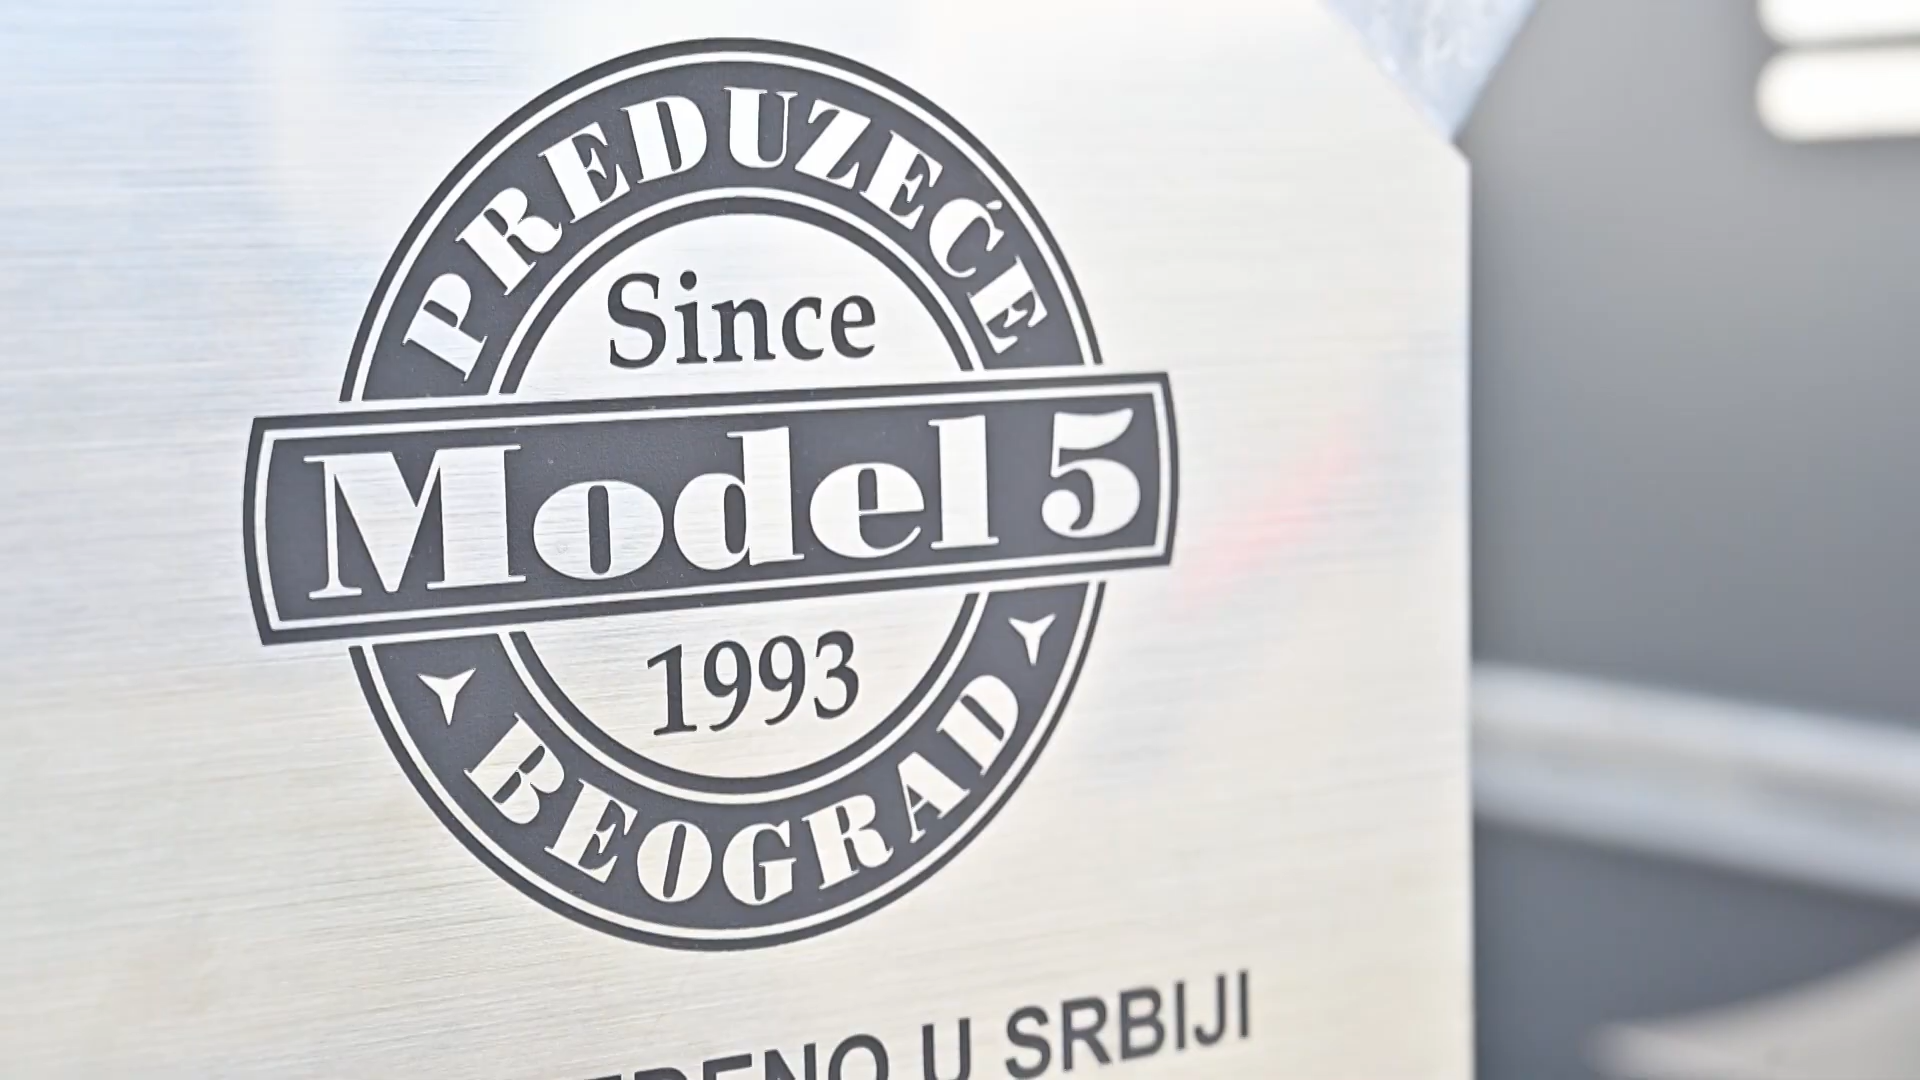 PREDUZEĆE
Since
Model 5
1993
BEOGRAD
U SRBIJI